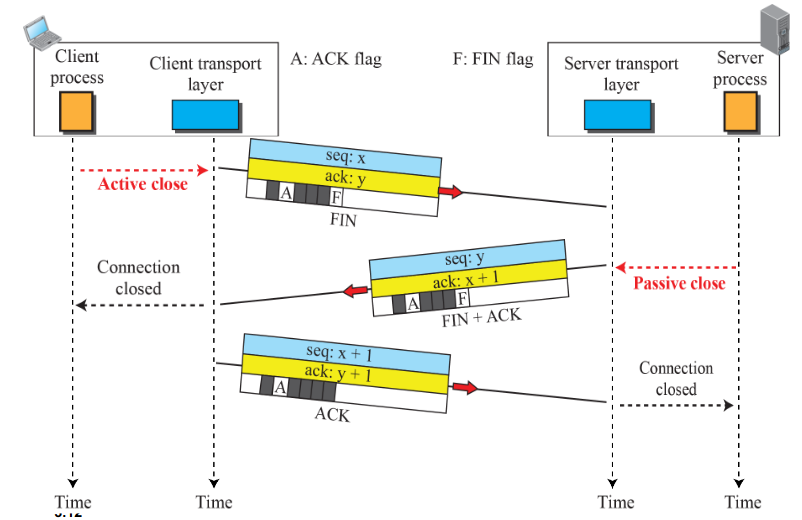 Client
process
Client transport
layer
A: ACK flag
F: FIN flag
Server transport
layer
Server
process
Active close
seq: x
ack: y
A
F
FIN
Connection
closed
seq: y
ack: x + 1
A
F
FIN + ACK
Passive close
seq: x + 1
ack: y + 1
A
ACK
Connection
closed
Time
Time
Time
Time